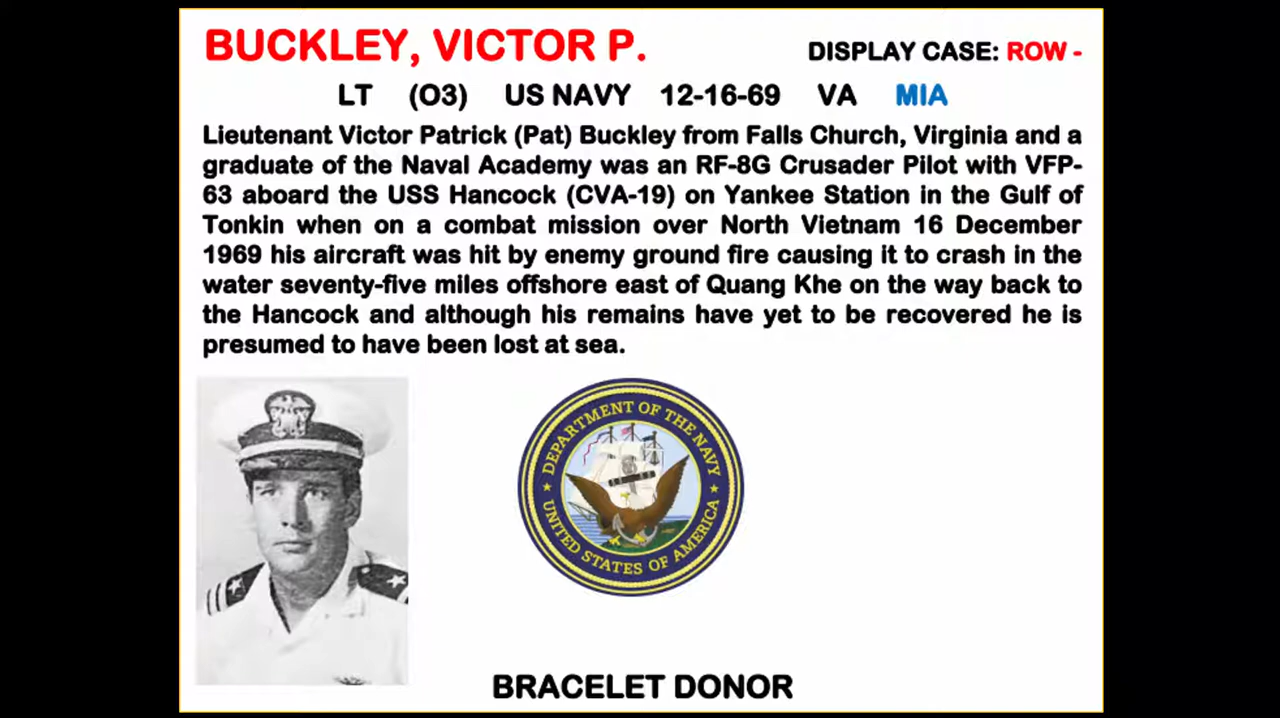 BUCKLEY, VICTOR P. DISPLAY CASE: ROW -
LT (O3) US NAVY 12-16-69 VA MIA
Lieutenant Victor Patrick (Pat) Buckley from Falls Church, Virginia and a
graduate of the Naval Academy was an RF-8G Crusader Pilot with VFP-
63 aboard the USS Hancock (CVA-19) on Yankee Station in the Gulf of
Tonkin when on a combat mission over North Vietnam 16 December
1969 his aircraft was hit by enemy ground fire causing it to crash in the
water seventy-five miles offshore east of Quang Khe on the way back to
the Hancock and although his remains have yet to be recovered he is
presumed to have been lost at sea.
DEPARTMENT OF THE NAVY
UNITED STATES OF AMERICA
BRACELET DONOR